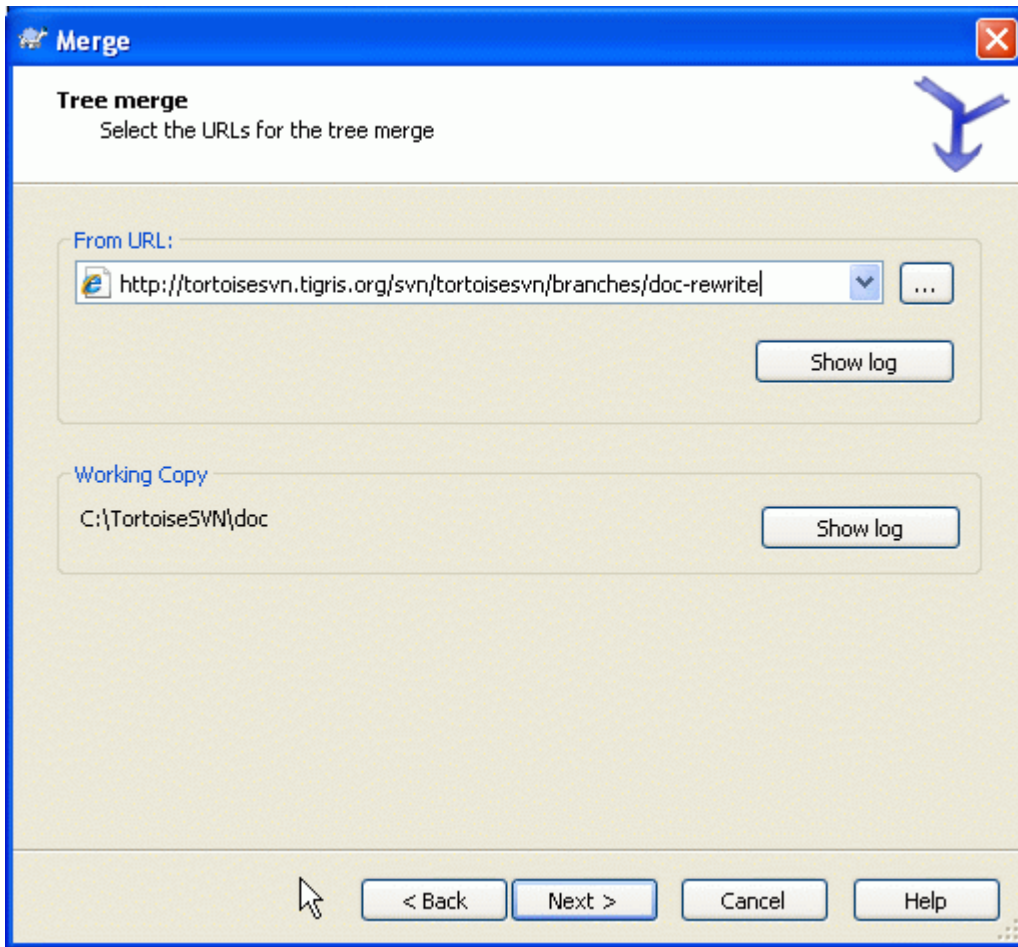 Merge
Tree merge
Select the URLs for the tree merge
From URL:
http://tortoisesvn.tigris.org/svn/tortoisesvn/branches/doc-rewrite
...
Show log
Working Copy
C:\TortoiseSVN\doc
Show log
< Back
Next >
Cancel
Help